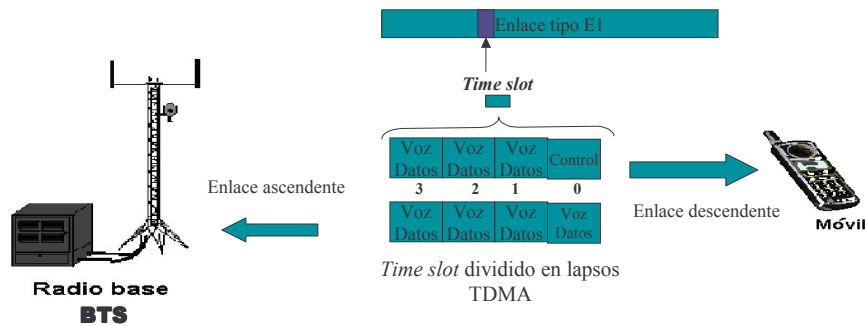 Enlace tipo E1
Time slot
Voz Voz Voz
Datos Datos Datos Control
3 2 1 0
Voz Voz Voz Voz
Datos Datos Datos Datos
Enlace ascendente
Enlace descendente
Móvil
Time slot dividido en lapsos
TDMA
Radio base
BTS